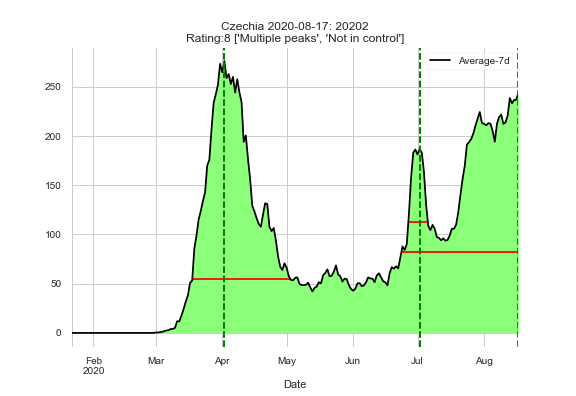 Czechia 2020-08-17: 20202
Rating:8 ['Multiple peaks', 'Not in control']
Average-7d
250
200
150
100
50
0
Feb Mar Apr May Jun Jul Aug
2020
Date